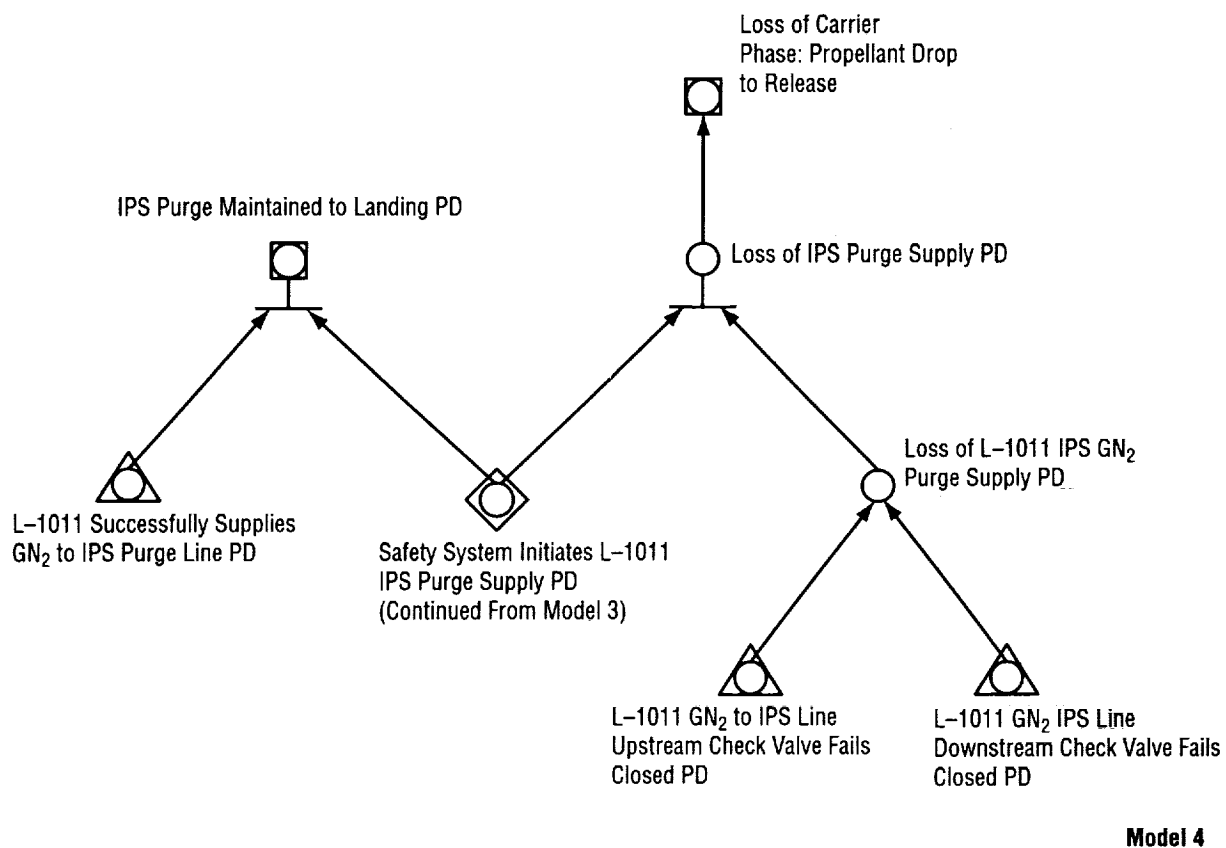 Loss of Carrier
Phase: Propellant Drop
to Release
IPS Purge Maintained to Landing PD
Loss of IPS Purge Supply PD
Loss of L–1011 IPS GN₂
Purge Supply PD
L–1011 Successfully Supplies
GN₂ to IPS Purge Line PD
Safety System Initiates L–1011
IPS Purge Supply PD
(Continued From Model 3)
L–1011 GN₂ to IPS Line
Upstream Check Valve Fails
Closed PD
L–1011 GN₂ IPS Line
Downstream Check Valve Fails
Closed PD
Model 4